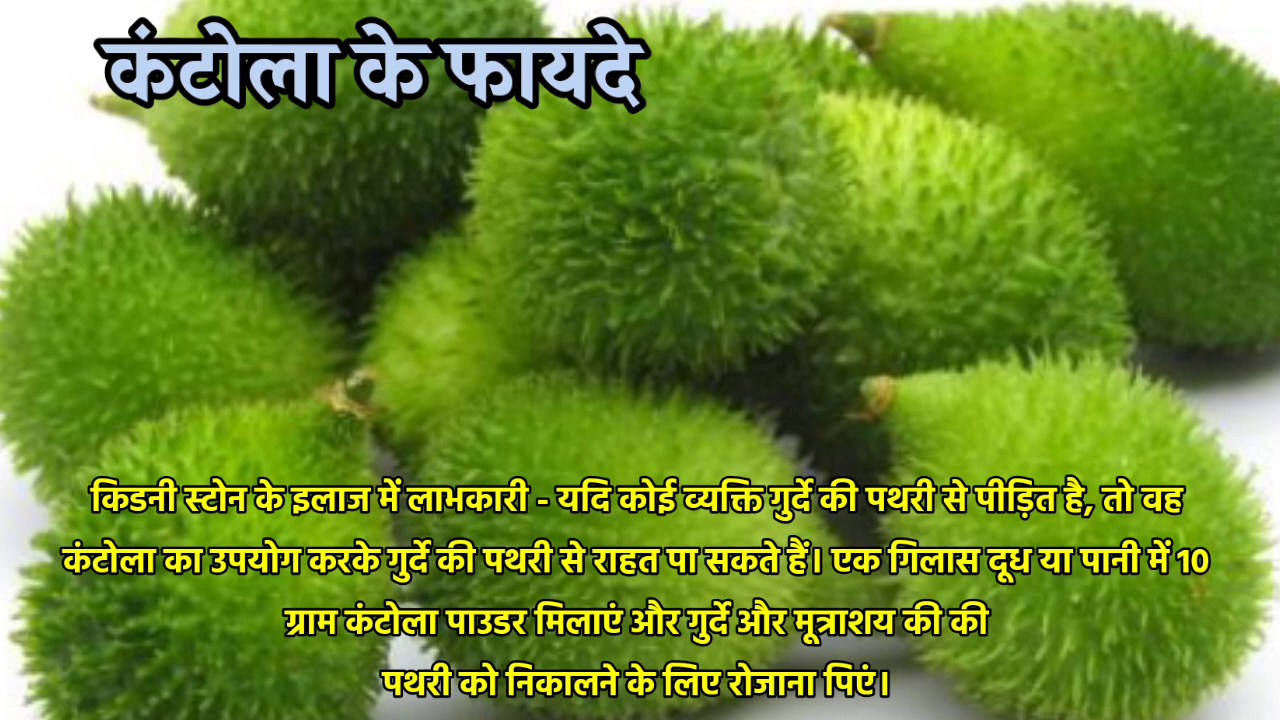 कंटोला के फायदे
किडनी स्टोन के इलाज में लाभकारी - यदि कोई व्यक्ति गुर्दे की पथरी से पीड़ित है, तो वह
कंटोला का उपयोग करके गुर्दे की पथरी से राहत पा सकते हैं। एक गिलास दूध या पानी में 10
ग्राम कंटोला पाउडर मिलाएं और गुर्दे और मूत्राशय की की
पथरी को निकालने के लिए रोजाना पिएं।